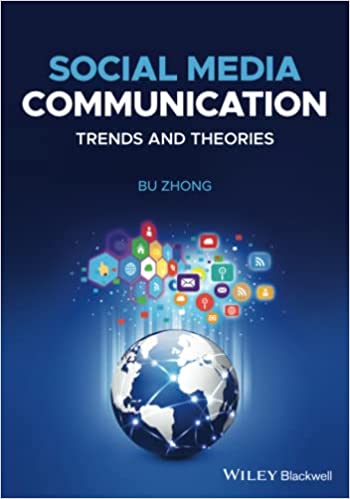 SOCIAL MEDIA
COMMUNICATION
TRENDS AND THEORIES
BU ZHONG
WILEY Blackwell